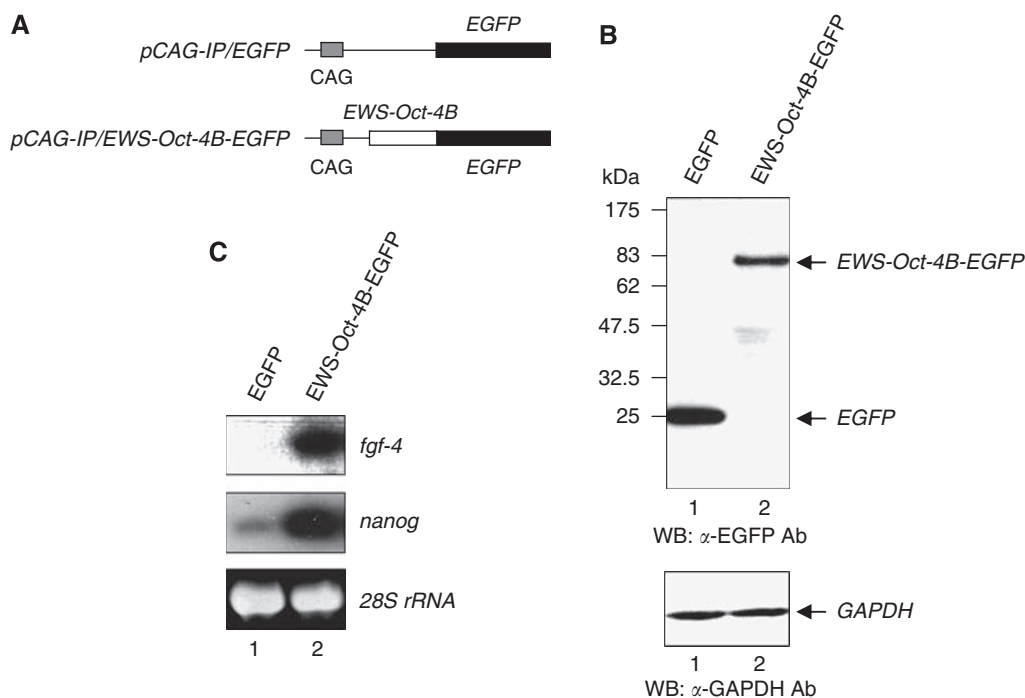 A
EGFP
pCAG-IP/EGFP
CAG
EWS-Oct-4B
pCAG-IP/EWS-Oct-4B-EGFP
CAG
EGFP
B
EGFP
EWS-Oct-4B-EGFP
kDa
175
83
EWS-Oct-4B-EGFP
62
47.5
32.5
25
EGFP
1 2
WB: α-EGFP Ab
GAPDH
1 2
WB: α-GAPDH Ab
C
EGFP
EWS-Oct-4B-EGFP
fgf-4
nanog
28S rRNA
1 2